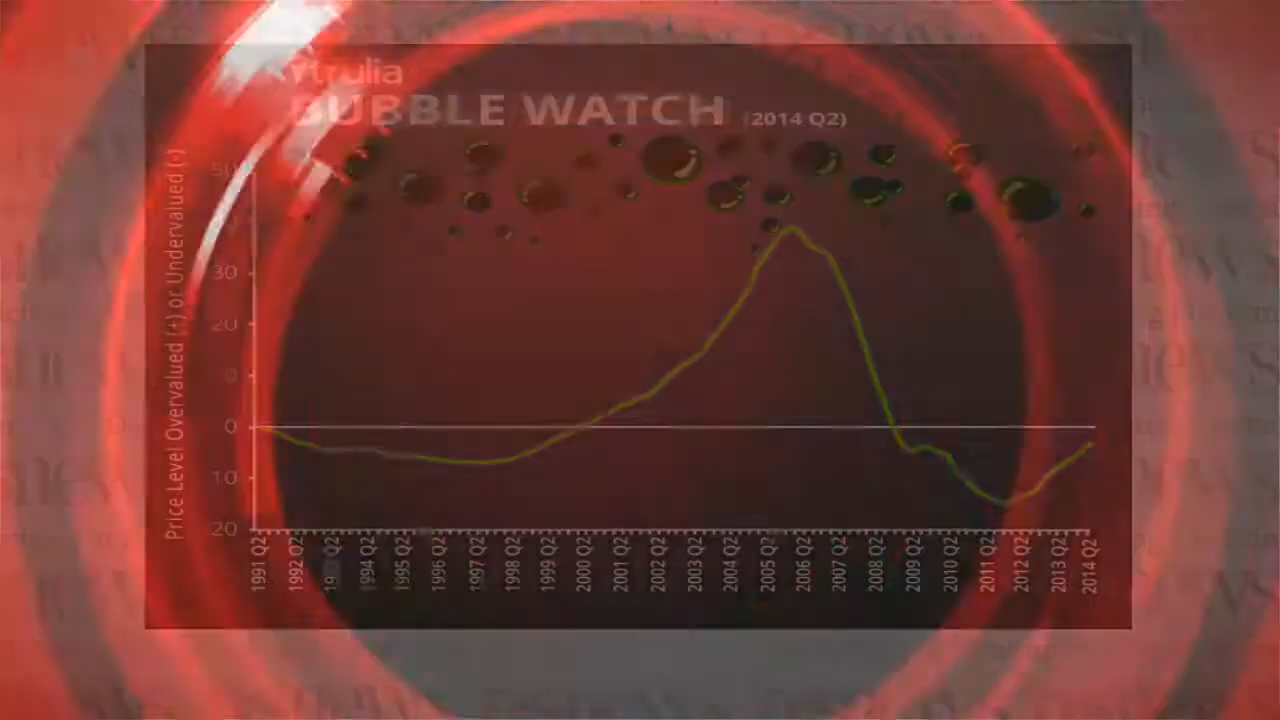 trulia
BUBBLE WATCH (2014 Q2)
Price Level Overvalued (+) or Undervalued (-)
50
30
20
0
0
10
20
1991 Q2
1992 Q2
1994 Q2
1995 Q2
1996 Q2
1997 Q2
1998 Q2
1999 Q2
2000 Q2
2001 Q2
2002 Q2
2003 Q2
2004 Q2
2005 Q2
2006 Q2
2007 Q2
2008 Q2
2009 Q2
2010 Q2
2011 Q2
2012 Q2
2013 Q2
2014 Q2